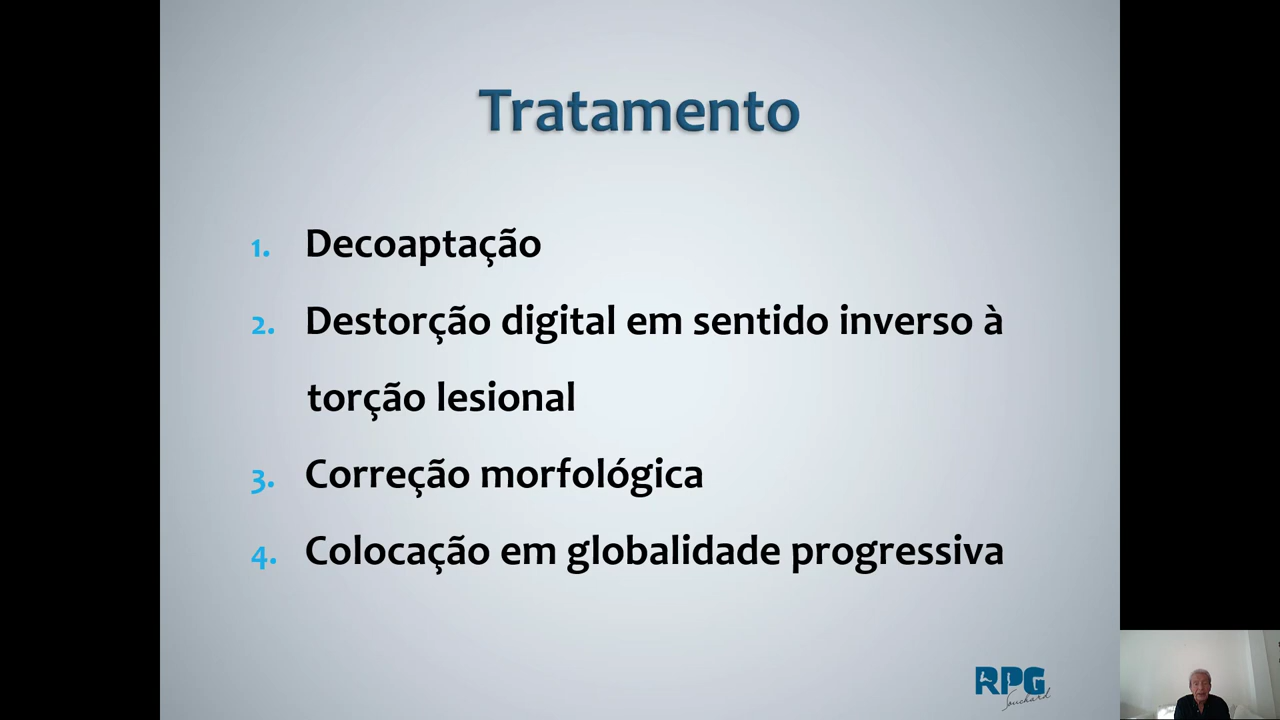 Tratamento
1. Decoaptação
2. Destorção digital em sentido inverso à
torção lesional
3. Correção morfológica
4. Colocação em globalidade progressiva
RPG
Souchard